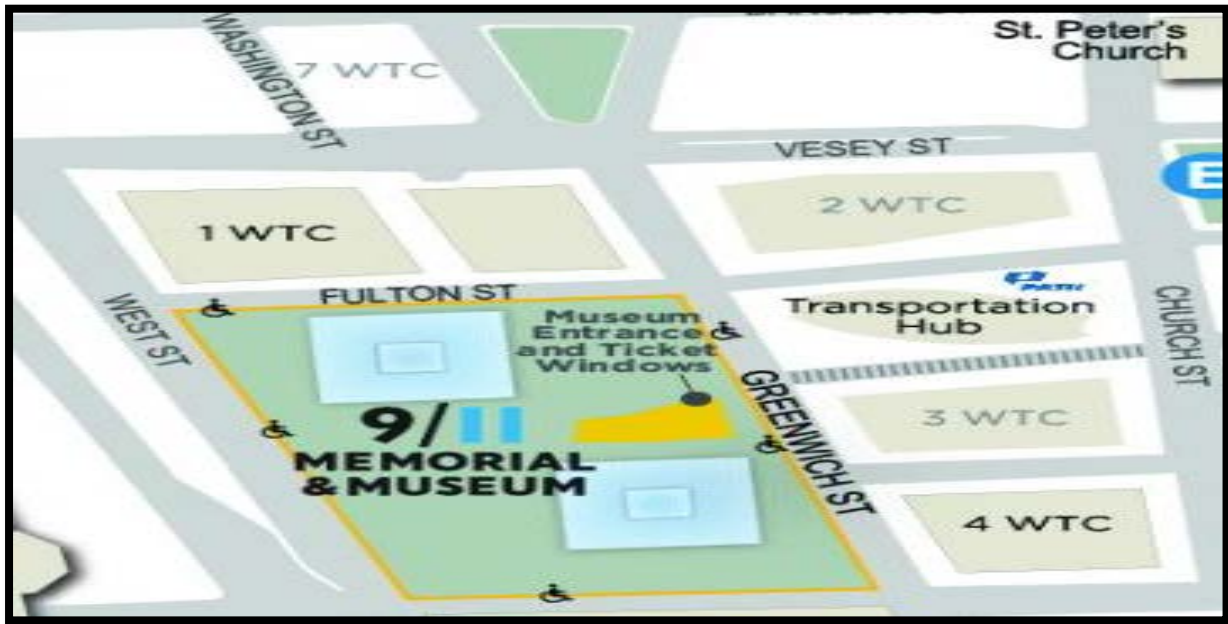 St. Peter's
Church
WASHINGTON ST
7 WTC
VESEY ST
E
2 WTC
1 WTC
PATH
FULTON ST
Transportation
Hub
WEST ST
CHURCH ST
Museum
Entrance
and Ticket
Windows
GREENWICH ST
9/11
MEMORIAL
& MUSEUM
3 WTC
4 WTC